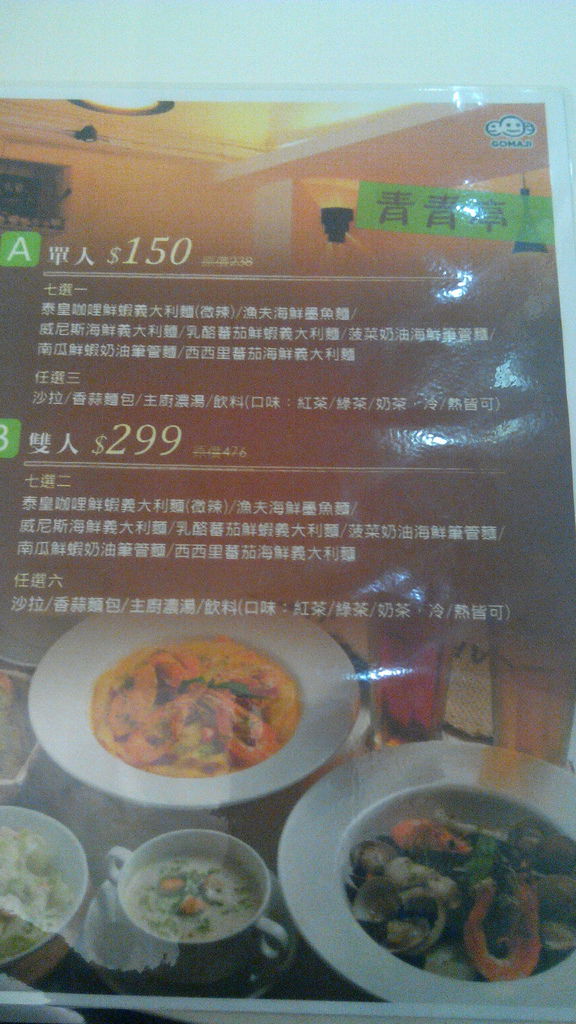 GOMAJI
青青亭
A 單人 $150 原價238
七選一
泰皇咖哩鮮蝦義大利麵(微辣)/漁夫海鮮墨魚麵/
威尼斯海鮮義大利麵/乳酪蕃茄鮮蝦義大利麵/菠菜奶油海鮮筆管麵/
南瓜鮮蝦奶油筆管麵/西西里蕃茄海鮮義大利麵
任選三
沙拉/香蒜麵包/主廚濃湯/飲料(口味：紅茶/綠茶/奶茶，冷/熱皆可)
B 雙人 $299 原價476
七選二
泰皇咖哩鮮蝦義大利麵(微辣)/漁夫海鮮墨魚麵/
威尼斯海鮮義大利麵/乳酪蕃茄鮮蝦義大利麵/菠菜奶油海鮮筆管麵/
南瓜鮮蝦奶油筆管麵/西西里蕃茄海鮮義大利麵
任選六
沙拉/香蒜麵包/主廚濃湯/飲料(口味：紅茶/綠茶/奶茶，冷/熱皆可)